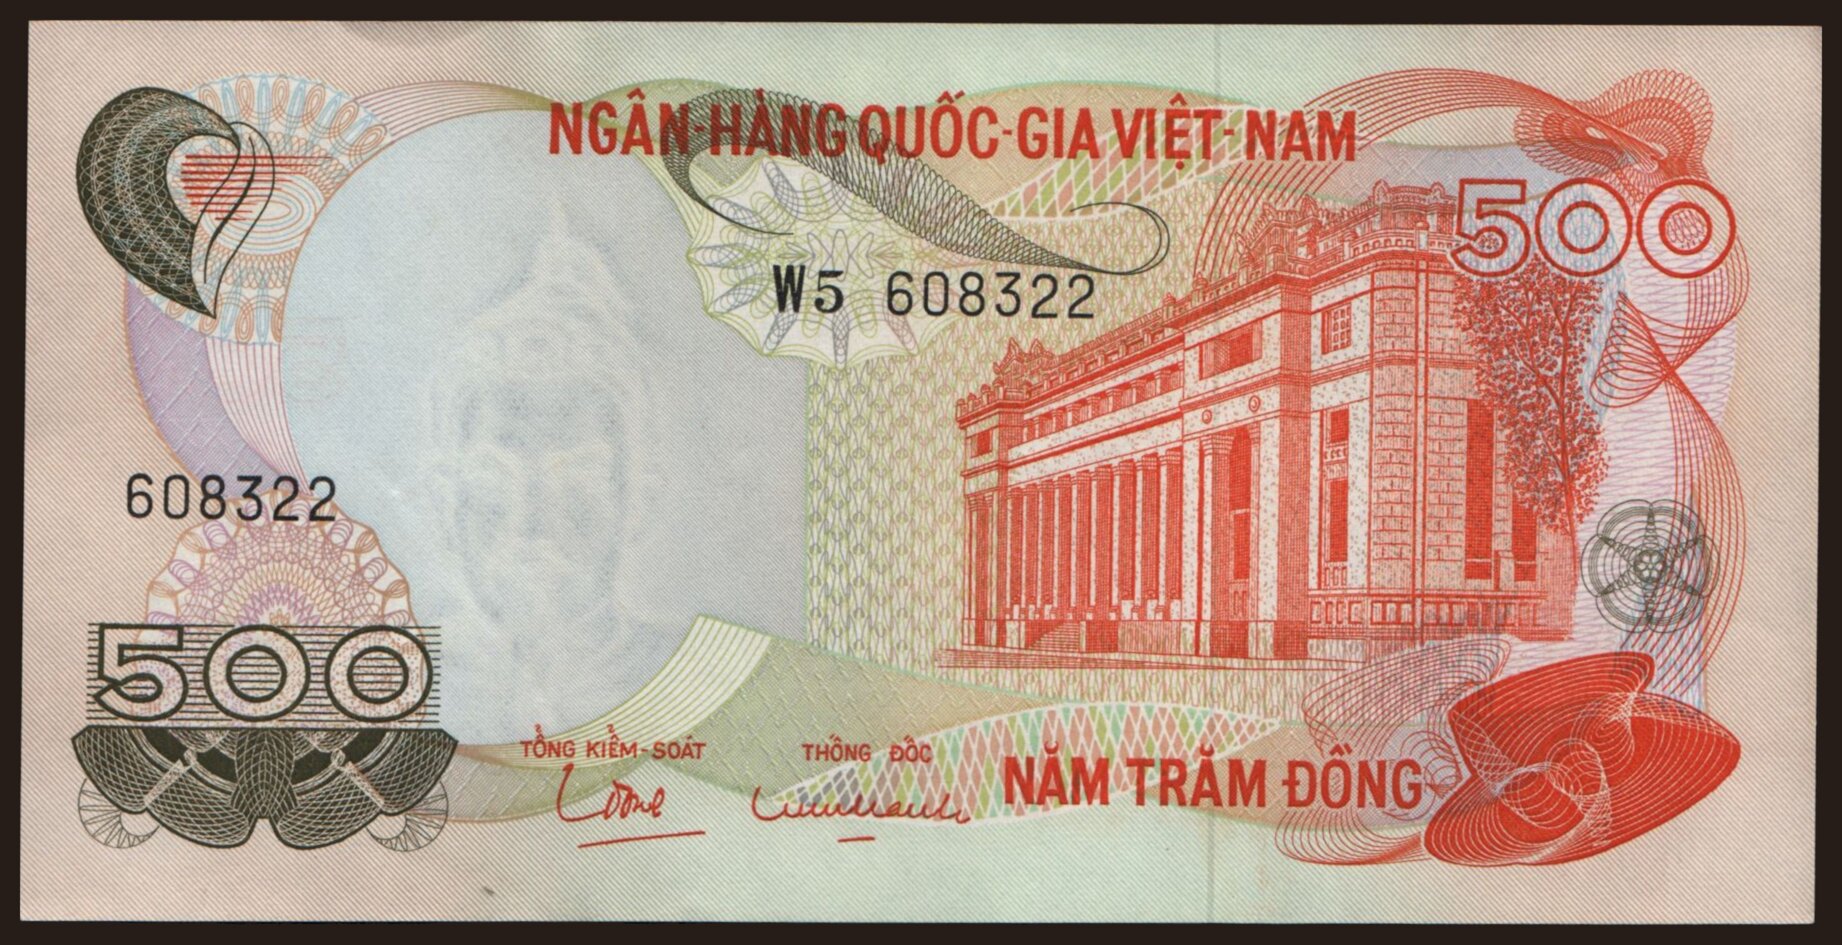 NGÂN-HÀNG QUỐC-GIA VIỆT-NAM
500
W5 608322
608322
500
TỔNG KIỂM-SOÁT
THỐNG ĐỐC
NĂM TRĂM ĐỒNG